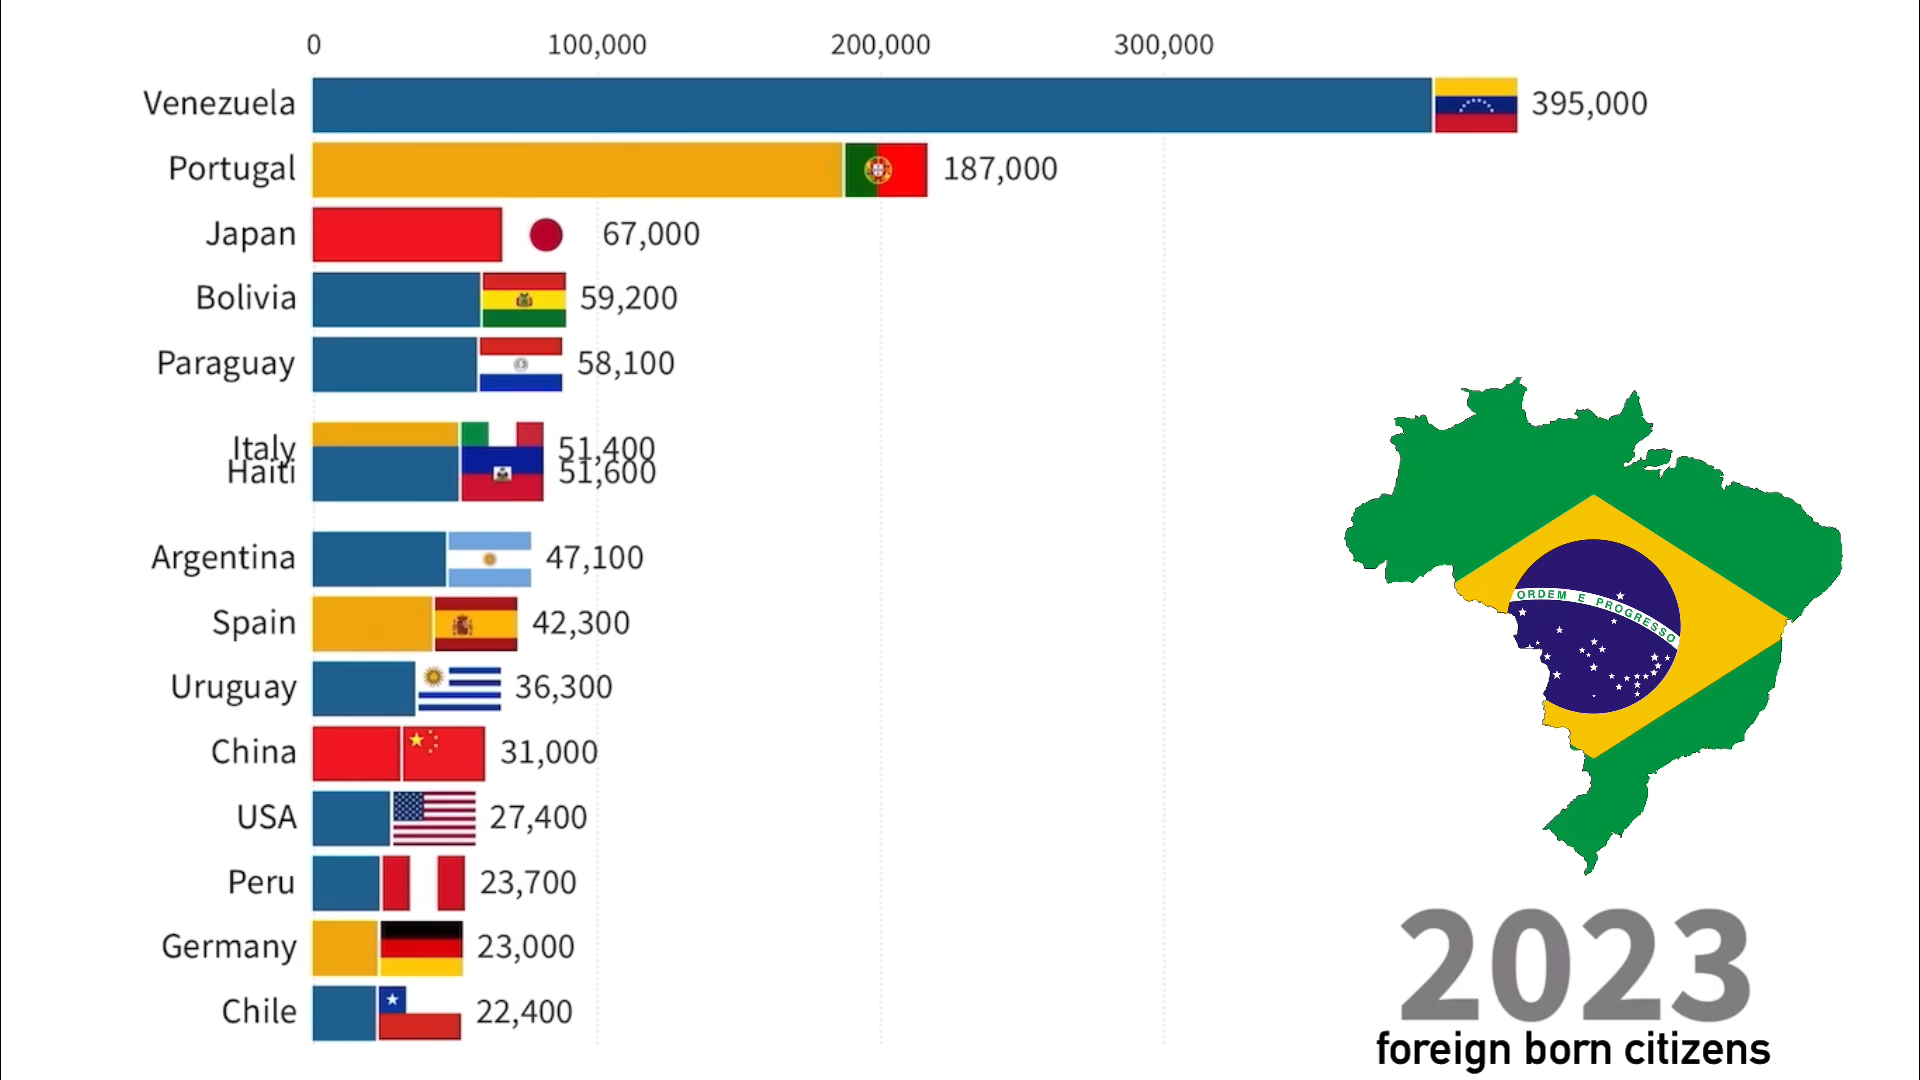 0 100,000 200,000 300,000
Venezuela 395,000
Portugal 187,000
Japan 67,000
Bolivia 59,200
Paraguay 58,100
Italy 51,400
Haiti 51,600
Argentina 47,100
Spain 42,300
Uruguay 36,300
China 31,000
USA 27,400
Peru 23,700
Germany 23,000
Chile 22,400
ORDEM E PROGRESSO
2023
foreign born citizens